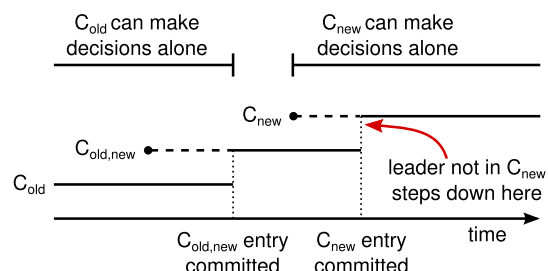 C_old can make
decisions alone
C_new can make
decisions alone
C_new
C_old,new
leader not in C_new
steps down here
C_old
time
C_old,new entry
committed
C_new entry
committed